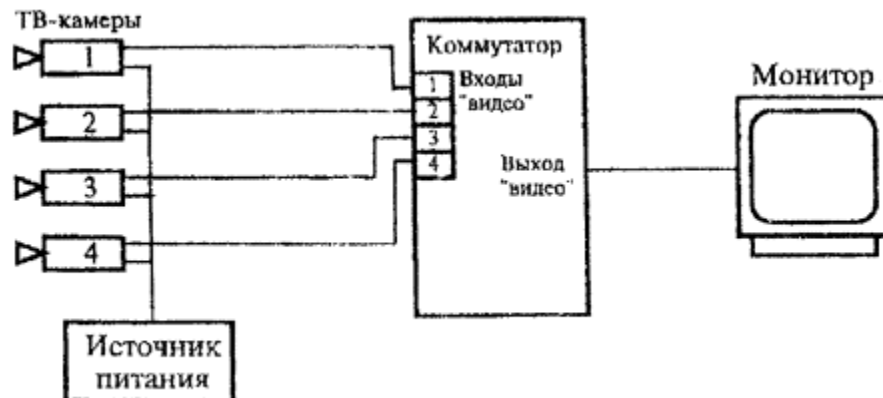 ТВ-камеры
1
2
3
4
Источник
питания
Коммутатор
1
2
3
4
Входы
"видео"
Выход
"видео"
Монитор